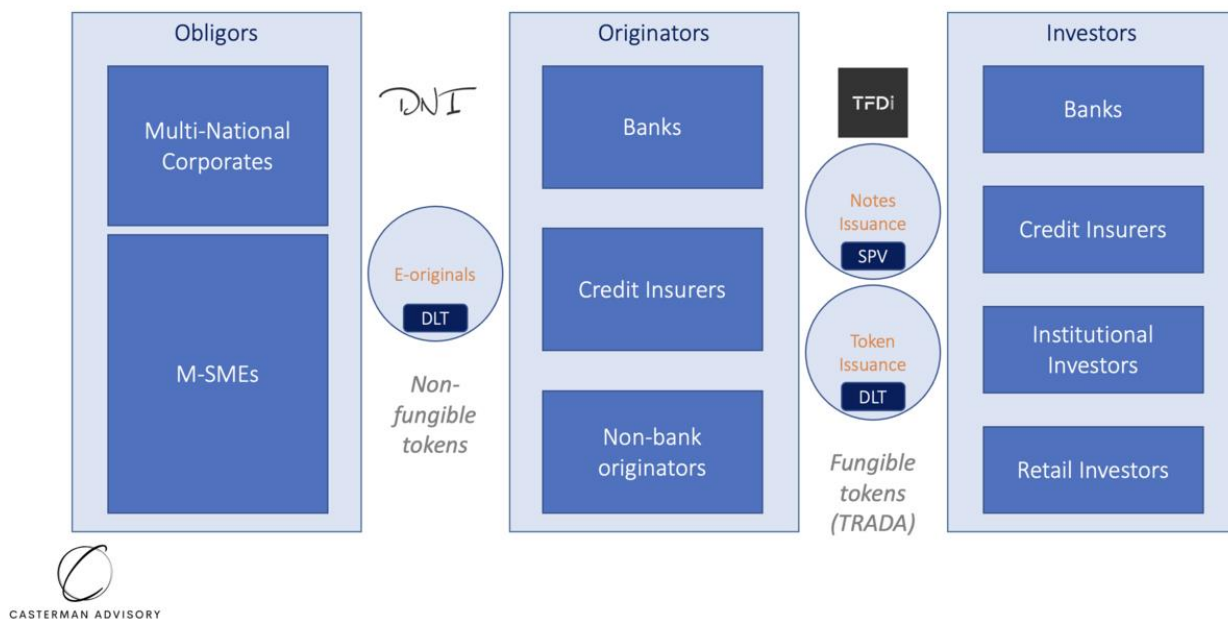 Obligors
Multi-National
Corporates
M-SMEs
DNI
E-originals
DLT
Non-
fungible
tokens
Originators
Banks
Credit Insurers
Non-bank
originators
TFDi
Notes
Issuance
SPV
Token
Issuance
DLT
Fungible
tokens
(TRADA)
Investors
Banks
Credit Insurers
Institutional
Investors
Retail Investors
CASTERMAN ADVISORY